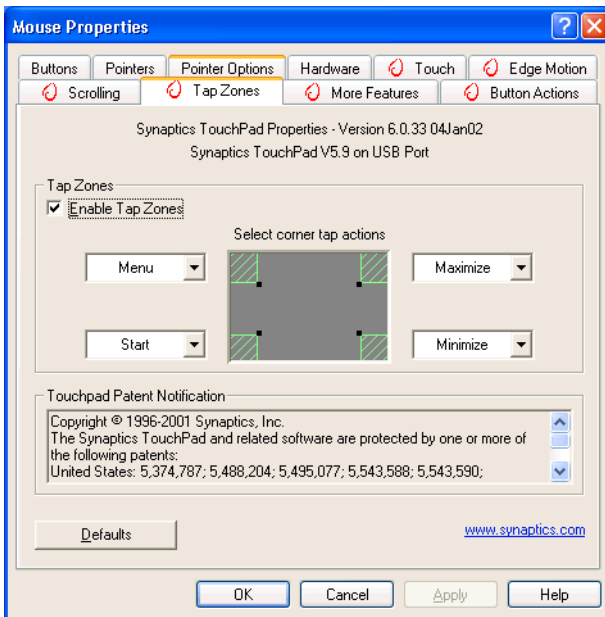 Mouse Properties
Buttons Pointers Pointer Options Hardware Touch Edge Motion
Scrolling Tap Zones More Features Button Actions
Synaptics TouchPad Properties - Version 6.0.33 04Jan02
Synaptics TouchPad V5.9 on USB Port
Tap Zones
Enable Tap Zones
Select corner tap actions
Menu Maximize
Start Minimize
Touchpad Patent Notification
Copyright © 1996-2001 Synaptics, Inc.
The Synaptics TouchPad and related software are protected by one or more of
the following patents:
United States: 5,374,787; 5,488,204; 5,495,077; 5,543,588; 5,543,590;
Defaults www.synaptics.com
OK Cancel Apply Help